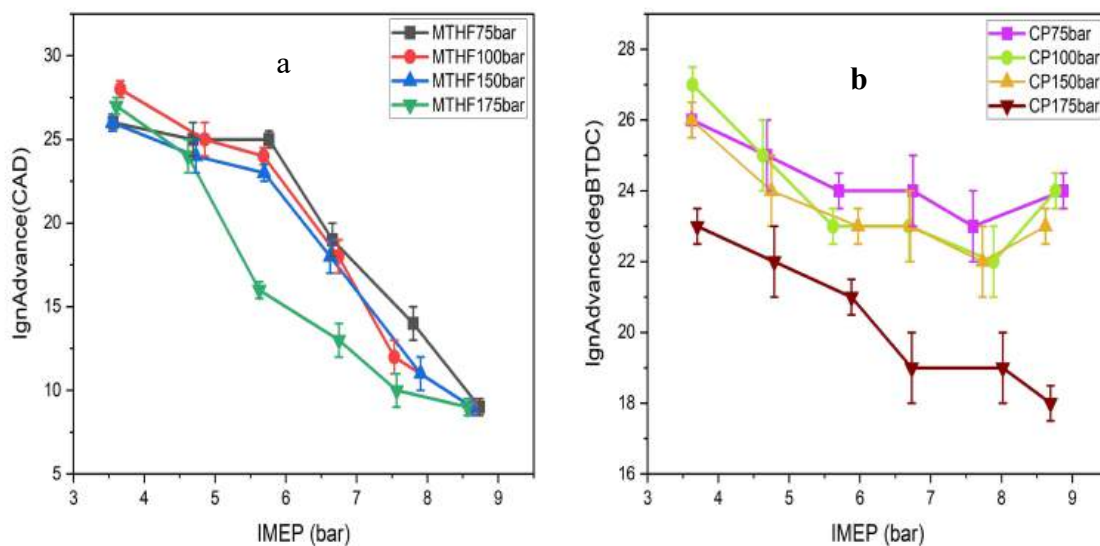 a
MTHF75bar
MTHF100bar
MTHF150bar
MTHF175bar
IgnAdvance(CAD)
30
25
20
15
10
5
3 4 5 6 7 8 9
IMEP (bar)
b
CP75bar
CP100bar
CP150bar
CP175bar
IgnAdvance(degBTDC)
28
26
24
22
20
18
16
3 4 5 6 7 8 9
IMEP (bar)